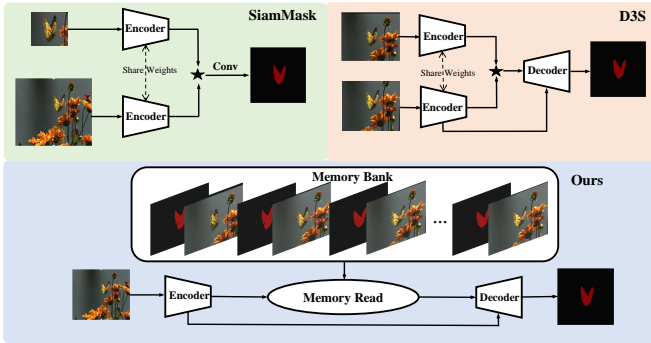 SiamMask
Encoder
Share Weights
Conv
Encoder
D3S
Encoder
Share Weights
Decoder
Encoder
Memory Bank
Ours
...
Encoder
Memory Read
Decoder